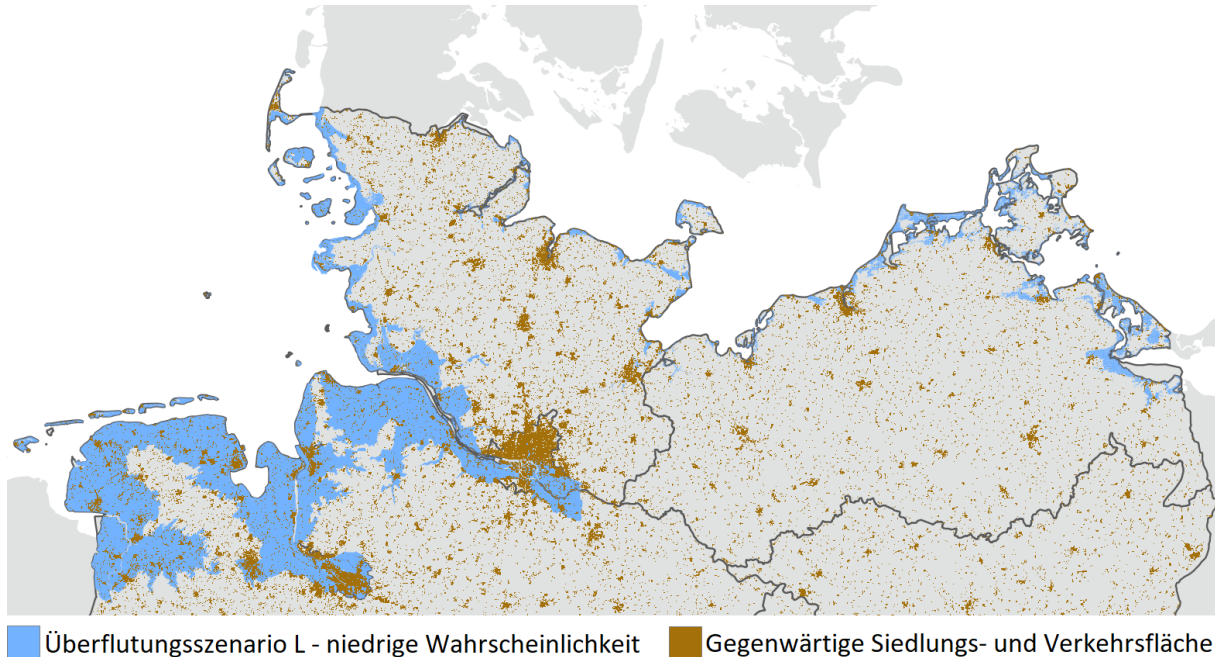 Überflutungsszenario L - niedrige Wahrscheinlichkeit
Gegenwärtige Siedlungs- und Verkehrsfläche